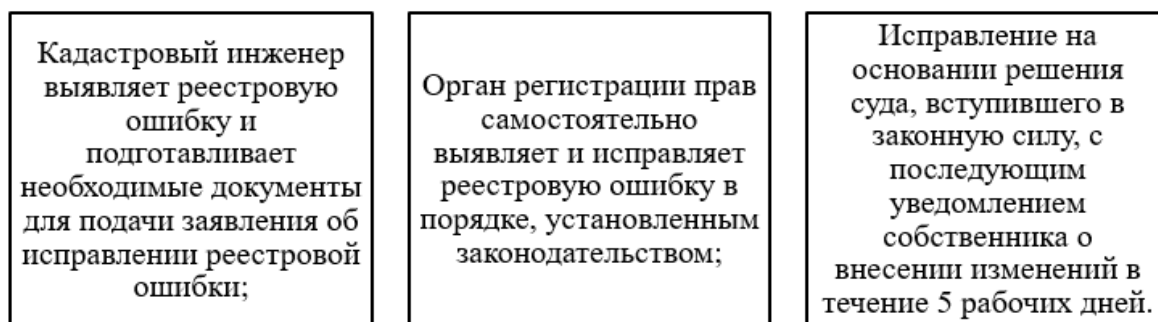 Кадастровый инженер
выявляет реестровую
ошибку и
подготавливает
необходимые документы
для подачи заявления об
исправлении реестровой
ошибки;
Орган регистрации прав
самостоятельно
выявляет и исправляет
реестровую ошибку в
порядке, установленным
законодательством;
Исправление на
основании решения
суда, вступившего в
законную силу, с
последующим
уведомлением
собственника о
внесении изменений в
течение 5 рабочих дней.